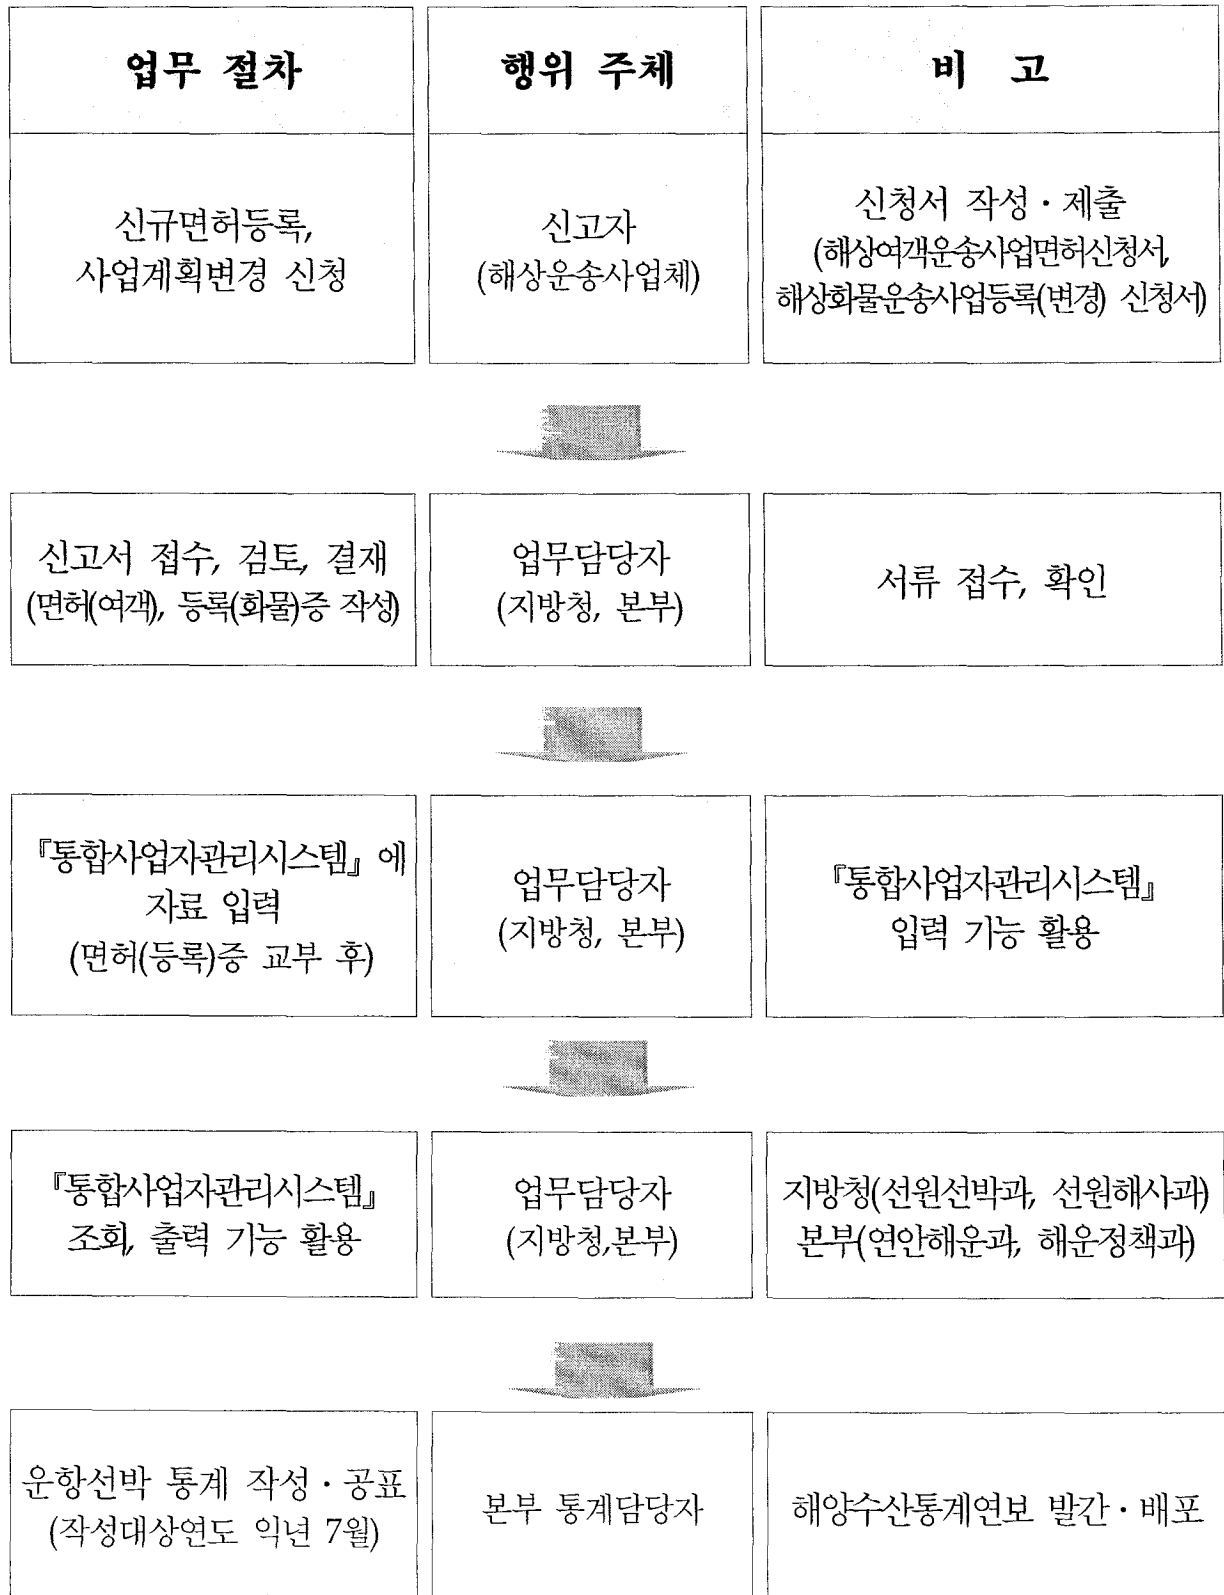 업무 절차
행위 주체
비 고
신규면허등록,
사업계획변경 신청
신고자
(해상운송사업체)
신청서 작성·제출
(해상여객운송사업면허신청서,
해상화물운송사업등록(변경) 신청서)
신고서 접수, 검토, 결재
(면허(여객), 등록(화물)증 작성)
업무담당자
(지방청, 본부)
서류 접수, 확인
『통합사업자관리시스템』에
자료 입력
(면허(등록)증 교부 후)
업무담당자
(지방청, 본부)
『통합사업자관리시스템』
입력 기능 활용
『통합사업자관리시스템』
조회, 출력 기능 활용
업무담당자
(지방청,본부)
지방청(선원선박과, 선원해사과)
본부(연안해운과, 해운정책과)
운항선박 통계 작성·공표
(작성대상연도 익년 7월)
본부 통계담당자
해양수산통계연보 발간·배포